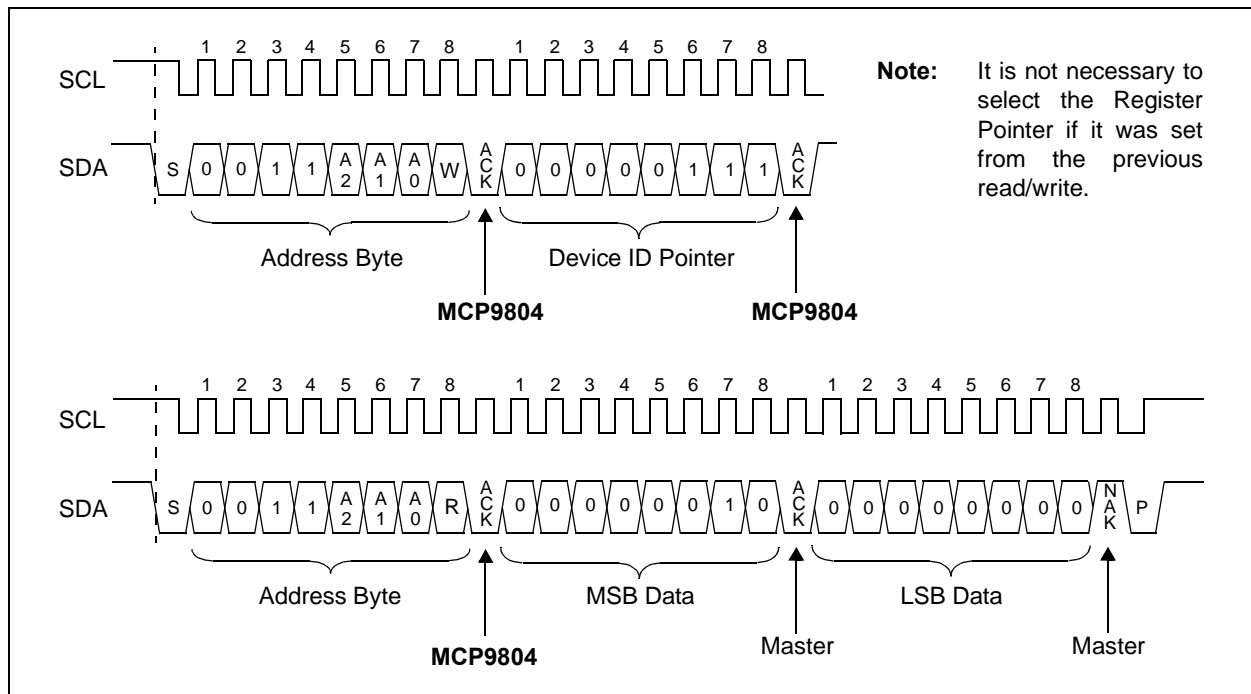 1 2 3 4 5 6 7 8 1 2 3 4 5 6 7 8
SCL
SDA
S 0 0 1 1 A2 A1 A0 W ACK 0 0 0 0 0 1 1 1 ACK
Address Byte Device ID Pointer
MCP9804 MCP9804
Note: It is not necessary to
select the Register
Pointer if it was set
from the previous
read/write.
1 2 3 4 5 6 7 8 1 2 3 4 5 6 7 8 1 2 3 4 5 6 7 8
SCL
SDA
S 0 0 1 1 A2 A1 A0 R ACK 0 0 0 0 0 0 1 0 ACK 0 0 0 0 0 0 0 0 NAK P
Address Byte MSB Data LSB Data
MCP9804 Master Master